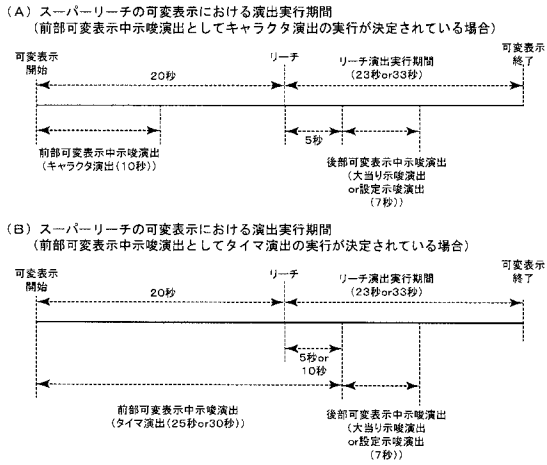 (A) スーパーリーチの可変表示における演出実行期間
(前部可変表示中示唆演出としてキャラクタ演出の実行が決定されている場合)
可変表示
開始
リーチ
可変表示
終了
20秒
リーチ演出実行期間
(23秒or33秒)
5秒
前部可変表示中示唆演出
(キャラクタ演出(10秒))
後部可変表示中示唆演出
(大当り示唆演出
or設定示唆演出
(7秒))
(B) スーパーリーチの可変表示における演出実行期間
(前部可変表示中示唆演出としてタイマ演出の実行が決定されている場合)
可変表示
開始
リーチ
可変表示
終了
20秒
リーチ演出実行期間
(23秒or33秒)
5秒or
10秒
前部可変表示中示唆演出
(タイマ演出(25秒or30秒))
後部可変表示中示唆演出
(大当り示唆演出
or設定示唆演出
(7秒))